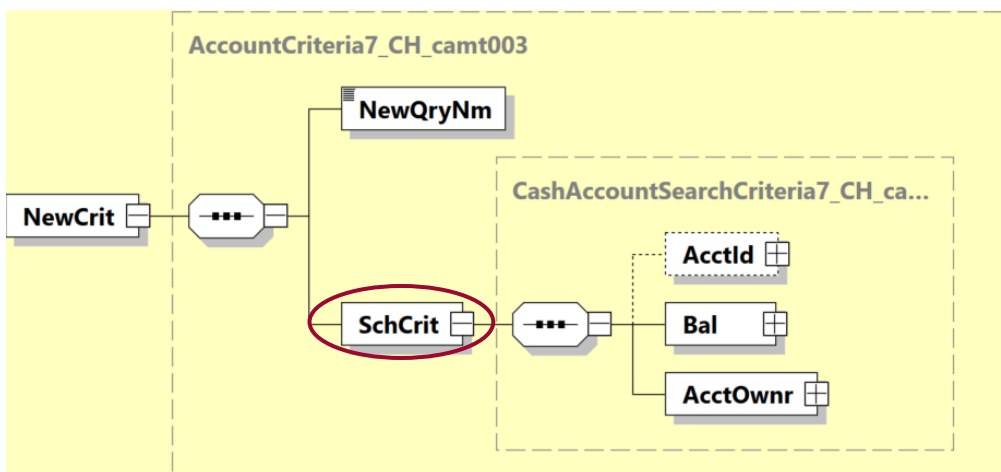 AccountCriteria7_CH_camt003
NewQryNm
CashAccountSearchCriteria7_CH_ca...
NewCrit
AcctId
SchCrit
Bal
AcctOwnr